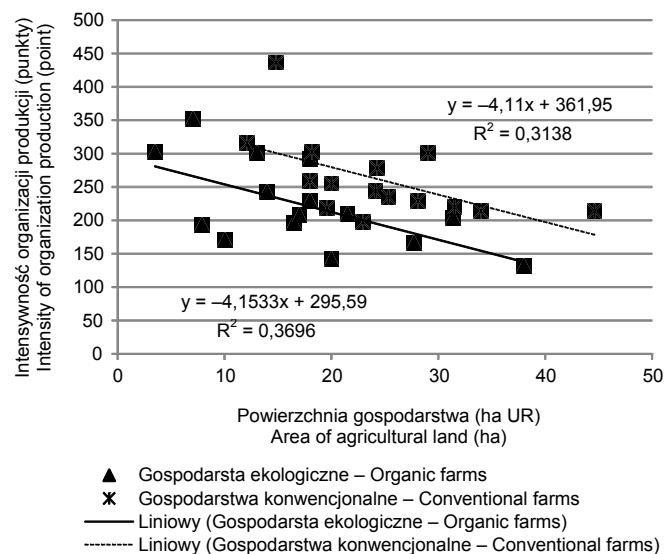 Intensywność organizacji produkcji (punkty)
Intensity of organization production (point)
500
450
400
350
300
250
200
150
100
50
0
y = –4,11x + 361,95
R² = 0,3138
y = –4,1533x + 295,59
R² = 0,3696
0 10 20 30 40 50
Powierzchnia gospodarstwa (ha UR)
Area of agricultural land (ha)
Gospodarsta ekologiczne – Organic farms
Gospodarstwa konwencjonalne – Conventional farms
Liniowy (Gospodarsta ekologiczne – Organic farms)
Liniowy (Gospodarstwa konwencjonalne – Conventional farms)